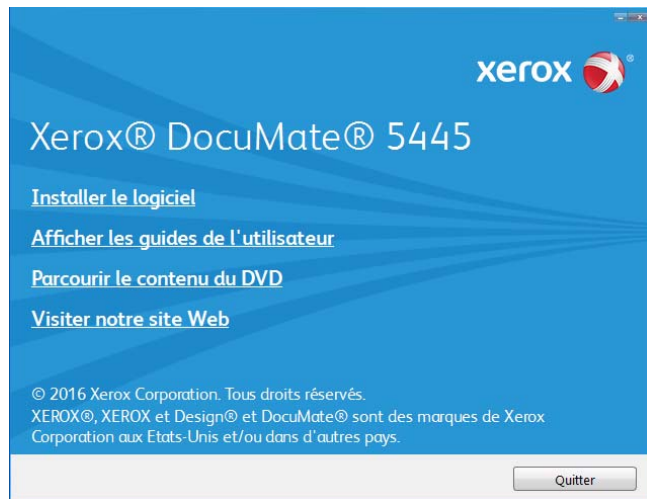 xerox ®
Xerox® DocuMate® 5445
Installer le logiciel
Afficher les guides de l'utilisateur
Parcourir le contenu du DVD
Visiter notre site Web
© 2016 Xerox Corporation. Tous droits réservés.
XEROX®, XEROX et Design® et DocuMate® sont des marques de Xerox
Corporation aux Etats-Unis et/ou dans d'autres pays.
Quitter